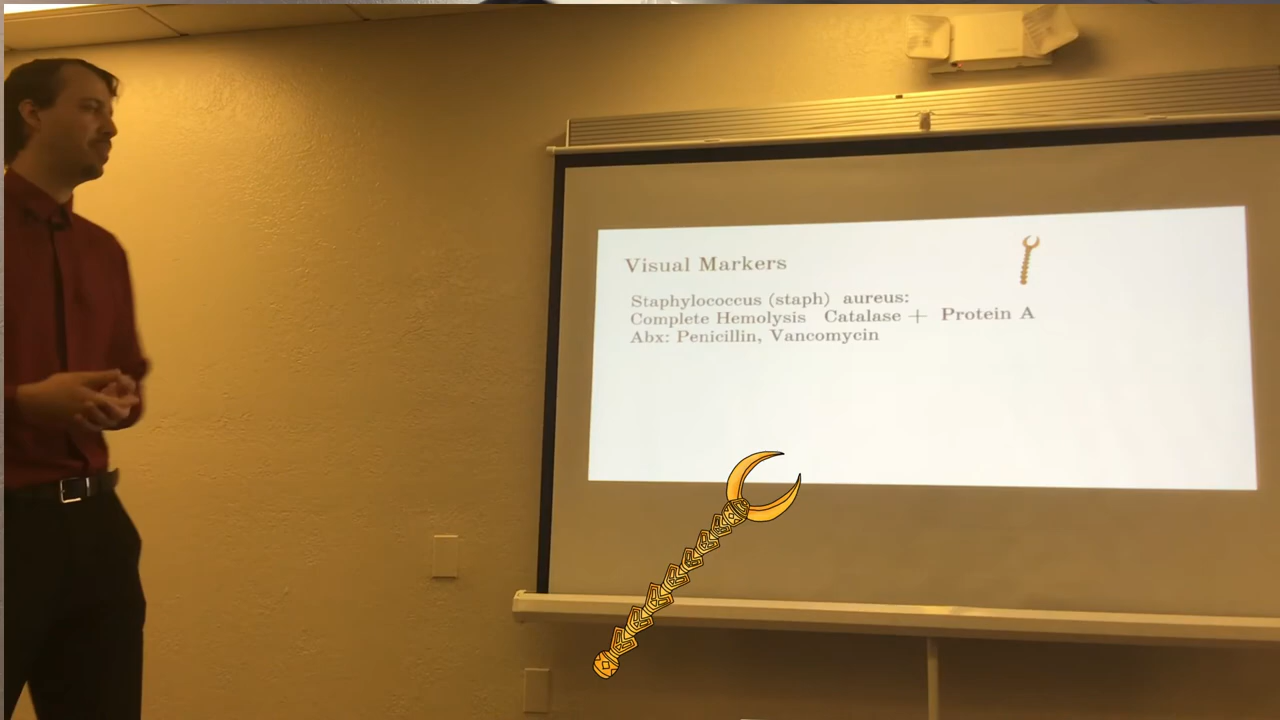 Visual Markers
Staphylococcus (staph) aureus:
Complete Hemolysis Catalase + Protein A
Abx: Penicillin, Vancomycin